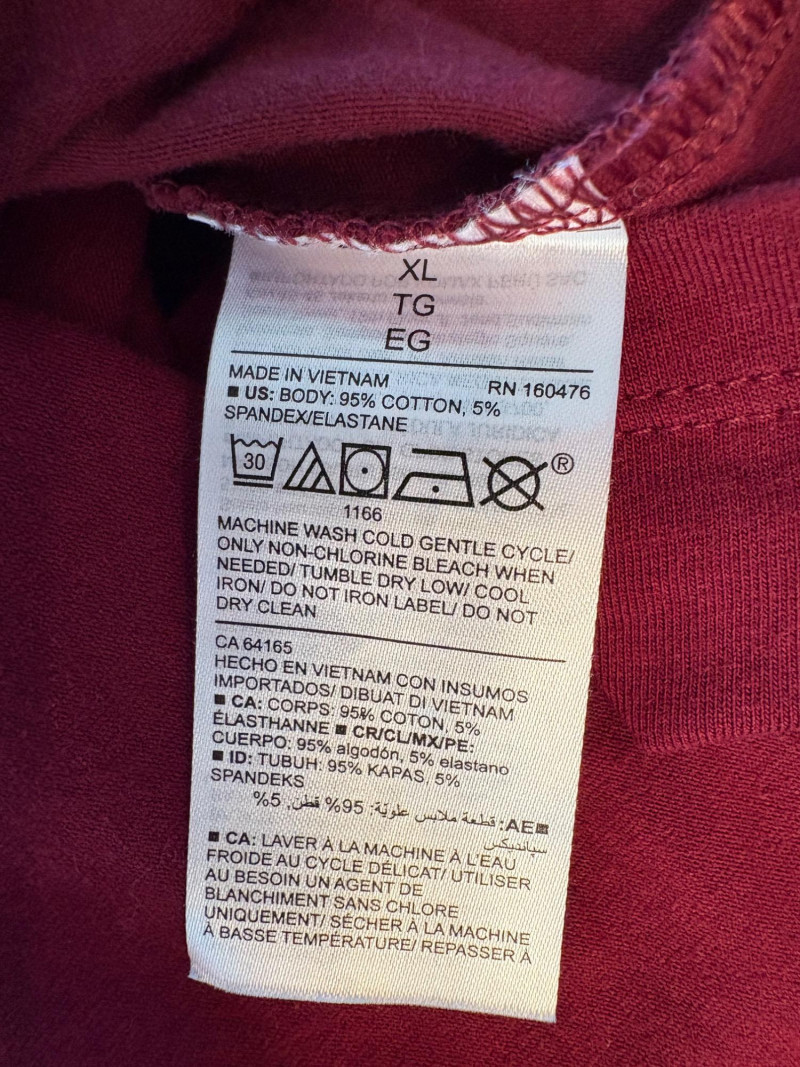 XL
TG
EG
MADE IN VIETNAM RN 160476
■ US: BODY: 95% COTTON, 5%
SPANDEX/ELASTANE
30
®
1166
MACHINE WASH COLD GENTLE CYCLE/
ONLY NON-CHLORINE BLEACH WHEN
NEEDED/ TUMBLE DRY LOW/ COOL
IRON/ DO NOT IRON LABEL/ DO NOT
DRY CLEAN
CA 64165
HECHO EN VIETNAM CON INSUMOS
IMPORTADOS/ DIBUAT DI VIETNAM
■ CA: CORPS: 95% COTON, 5%
ÉLASTHANNE ■ CR/CL/MX/PE:
CUERPO: 95% algodón, 5% elastano
■ ID: TUBUH: 95% KAPAS, 5%
SPANDEKS
■AE: قطعة ملابس علويّة: 95% قطن, 5%
سباندكس
■ CA: LAVER À LA MACHINE À L'EAU
FROIDE AU CYCLE DÉLICAT/ UTILISER
AU BESOIN UN AGENT DE
BLANCHIMENT SANS CHLORE
UNIQUEMENT/ SÉCHER À LA MACHINE
À BASSE TEMPÉRATURE/ REPASSER À